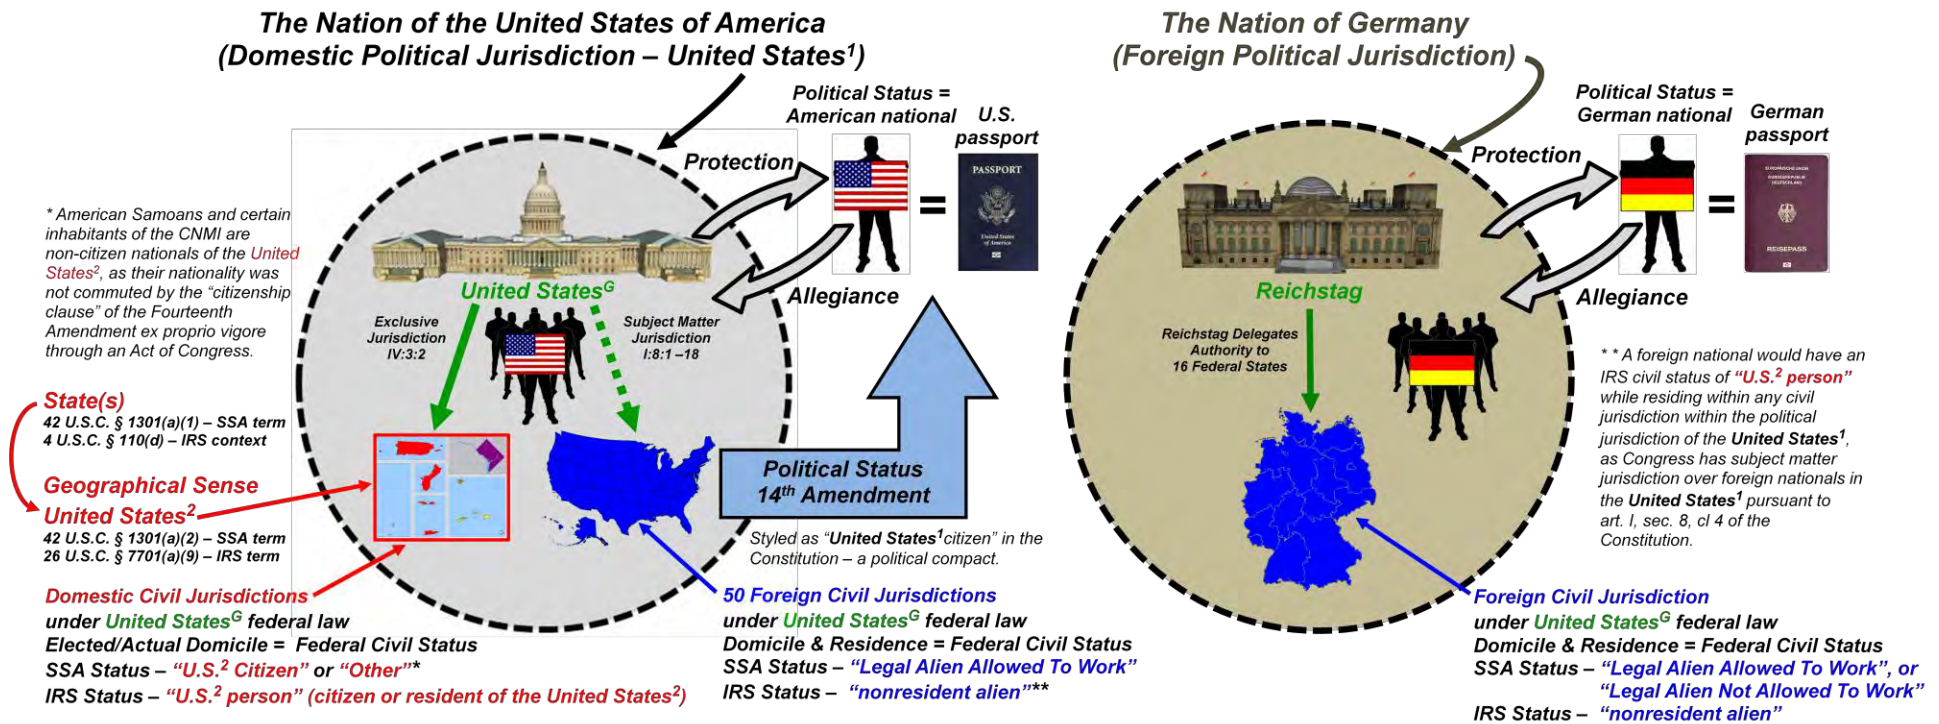 The Nation of the United States of America
(Domestic Political Jurisdiction – United States¹)
Political Status =
American national
U.S.
passport
Protection
PASSPORT
United States
of America
Allegiance
* American Samoans and certain
inhabitants of the CNMI are
non-citizen nationals of the United
States², as their nationality was
not commuted by the “citizenship
clause” of the Fourteenth
Amendment ex proprio vigore
through an Act of Congress.
United Statesᴳ
Exclusive
Jurisdiction
IV:3:2
Subject Matter
Jurisdiction
I:8:1 –18
State(s)
42 U.S.C. § 1301(a)(1) – SSA term
4 U.S.C. § 110(d) – IRS context
Geographical Sense
United States²
42 U.S.C. § 1301(a)(2) – SSA term
26 U.S.C. § 7701(a)(9) – IRS term
Political Status
14th Amendment
Styled as “United States¹citizen” in the
Constitution – a political compact.
Domestic Civil Jurisdictions
under United Statesᴳ federal law
Elected/Actual Domicile = Federal Civil Status
SSA Status – “U.S.² Citizen” or “Other”*
IRS Status – “U.S.² person” (citizen or resident of the United States²)
50 Foreign Civil Jurisdictions
under United Statesᴳ federal law
Domicile & Residence = Federal Civil Status
SSA Status – “Legal Alien Allowed To Work”
IRS Status – “nonresident alien”**
The Nation of Germany
(Foreign Political Jurisdiction)
Political Status =
German national
German
passport
Protection
EUROPÄISCHE UNION
BUNDESREPUBLIK
DEUTSCHLAND
REISEPASS
Allegiance
Reichstag
Reichstag Delegates
Authority to
16 Federal States
* * A foreign national would have an
IRS civil status of “U.S.² person”
while residing within any civil
jurisdiction within the political
jurisdiction of the United States¹,
as Congress has subject matter
jurisdiction over foreign nationals in
the United States¹ pursuant to
art. I, sec. 8, cl 4 of the
Constitution.
Foreign Civil Jurisdiction
under United Statesᴳ federal law
Domicile & Residence = Federal Civil Status
SSA Status – “Legal Alien Allowed To Work”, or
“Legal Alien Not Allowed To Work”
IRS Status – “nonresident alien”